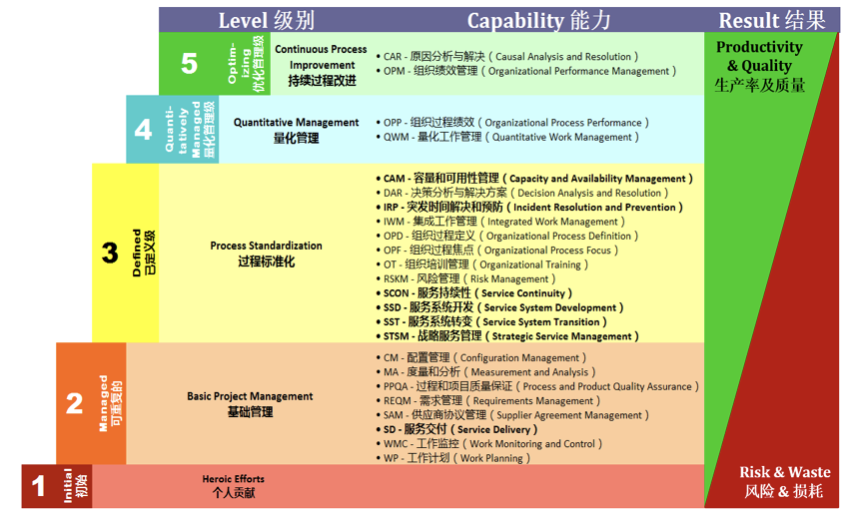 Level 级别
Capability 能力
Result 结果
5
Optim-
izing
优化管理级
Continuous Process
Improvement
持续过程改进
• CAR - 原因分析与解决（Causal Analysis and Resolution）
• OPM - 组织绩效管理（Organizational Performance Management）
Productivity
& Quality
生产率及质量
4
Quanti-
tatively
Managed
量化管理级
Quantitative Management
量化管理
• OPP - 组织过程绩效（Organizational Process Performance）
• QWM - 量化工作管理（Quantitative Work Management）
3
Defined
已定义级
Process Standardization
过程标准化
• CAM - 容量和可用性管理（Capacity and Availability Management）
• DAR - 决策分析与解决方案（Decision Analysis and Resolution）
• IRP - 突发时间解决和预防（Incident Resolution and Prevention）
• IWM - 集成工作管理（Integrated Work Management）
• OPD - 组织过程定义（Organizational Process Definition）
• OPF - 组织过程焦点（Organizational Process Focus）
• OT - 组织培训管理（Organizational Training）
• RSKM - 风险管理（Risk Management）
• SCON - 服务持续性（Service Continuity）
• SSD - 服务系统开发（Service System Development）
• SST - 服务系统转变（Service System Transition）
• STSM - 战略服务管理（Strategic Service Management）
2
Managed
可重复的
Basic Project Management
基础管理
• CM - 配置管理（Configuration Management）
• MA - 度量和分析（Measurement and Analysis）
• PPQA - 过程和项目质量保证（Process and Product Quality Assurance）
• REQM - 需求管理（Requirements Management）
• SAM - 供应商协议管理（Supplier Agreement Management）
• SD - 服务交付（Service Delivery）
• WMC - 工作监控（Work Monitoring and Control）
• WP - 工作计划（Work Planning）
1
Initial
初始
Heroic Efforts
个人贡献
Risk & Waste
风险 & 损耗